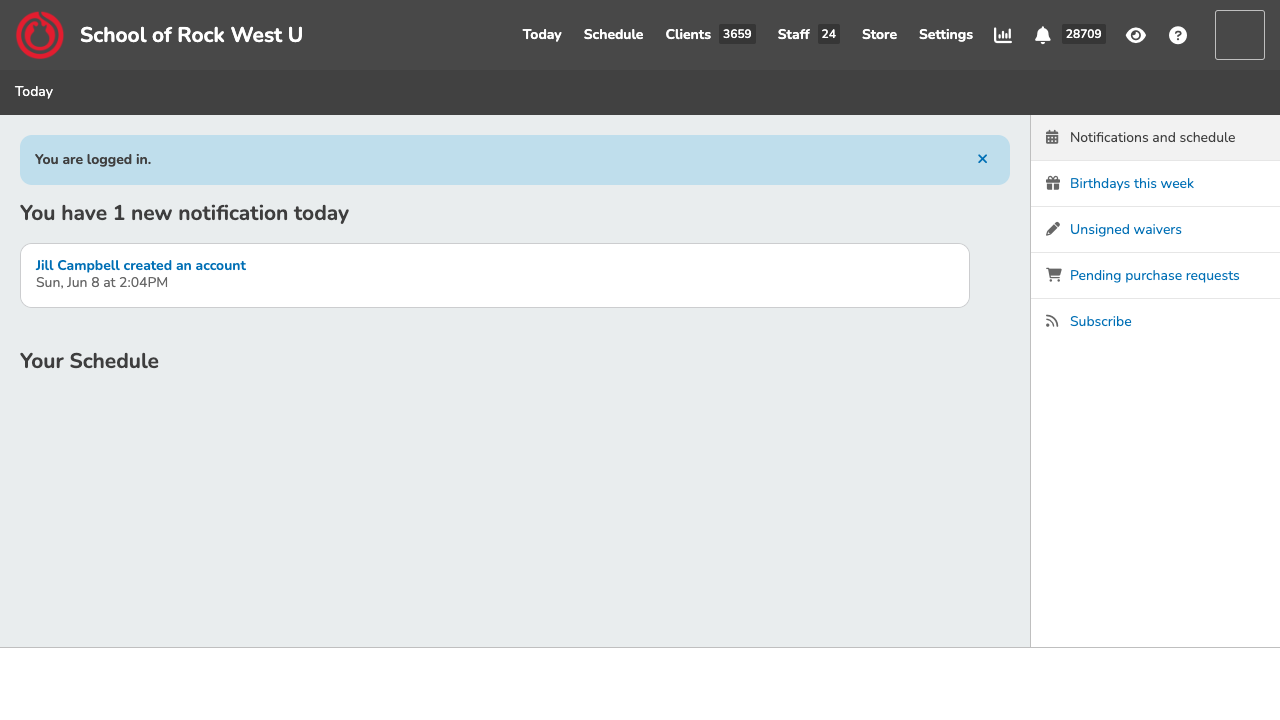 School of Rock West U
Today Schedule Clients 3659 Staff 24 Store Settings 28709
Today
You are logged in.
You have 1 new notification today
Jill Campbell created an account
Sun, Jun 8 at 2:04PM
Your Schedule
Notifications and schedule
Birthdays this week
Unsigned waivers
Pending purchase requests
Subscribe